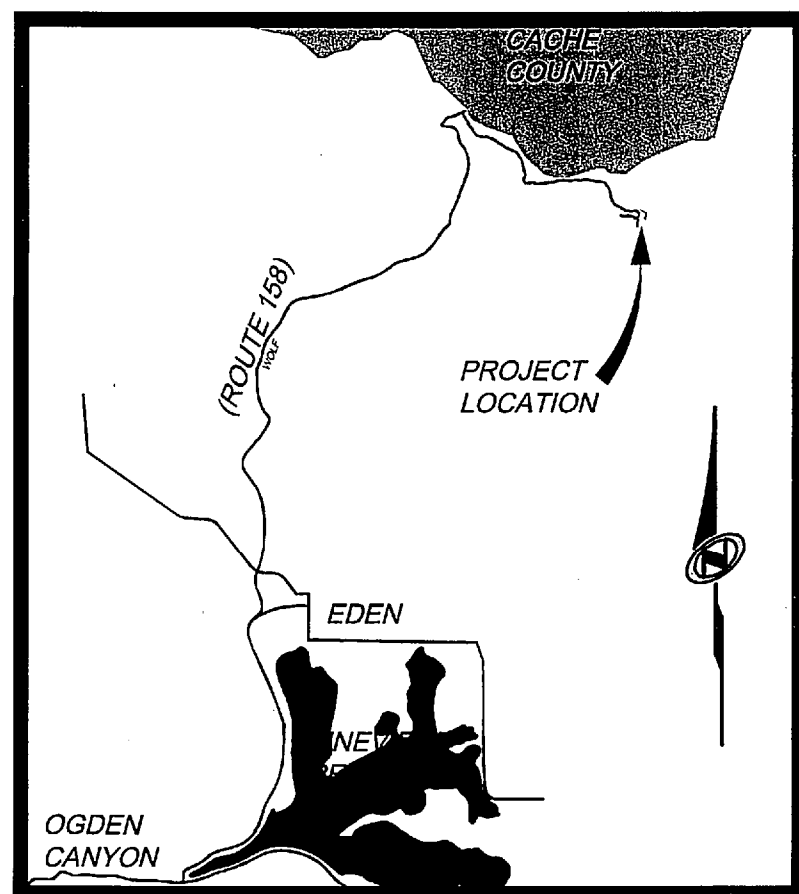 CACHE
COUNTY
(ROUTE 158)
WOLF
PROJECT
LOCATION
N
EDEN
OGDEN
CANYON